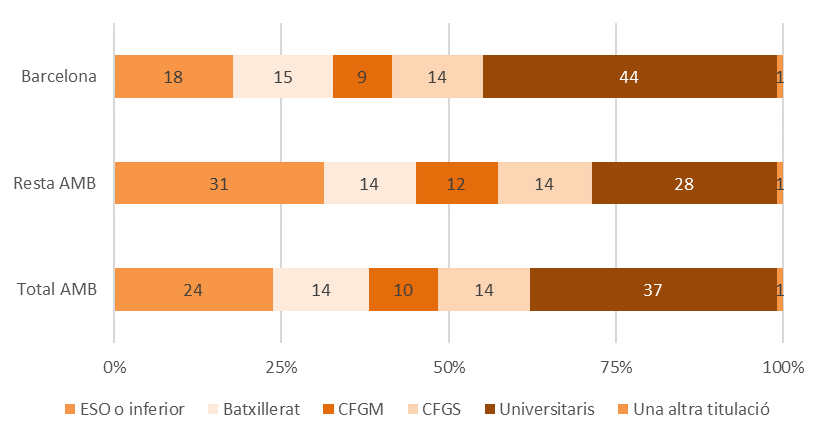 Barcelona 18 15 9 14 44 1
Resta AMB 31 14 12 14 28 1
Total AMB 24 14 10 14 37 1
0% 25% 50% 75% 100%
ESO o inferior Batxillerat CFGM CFGS Universitaris Una altra titulació